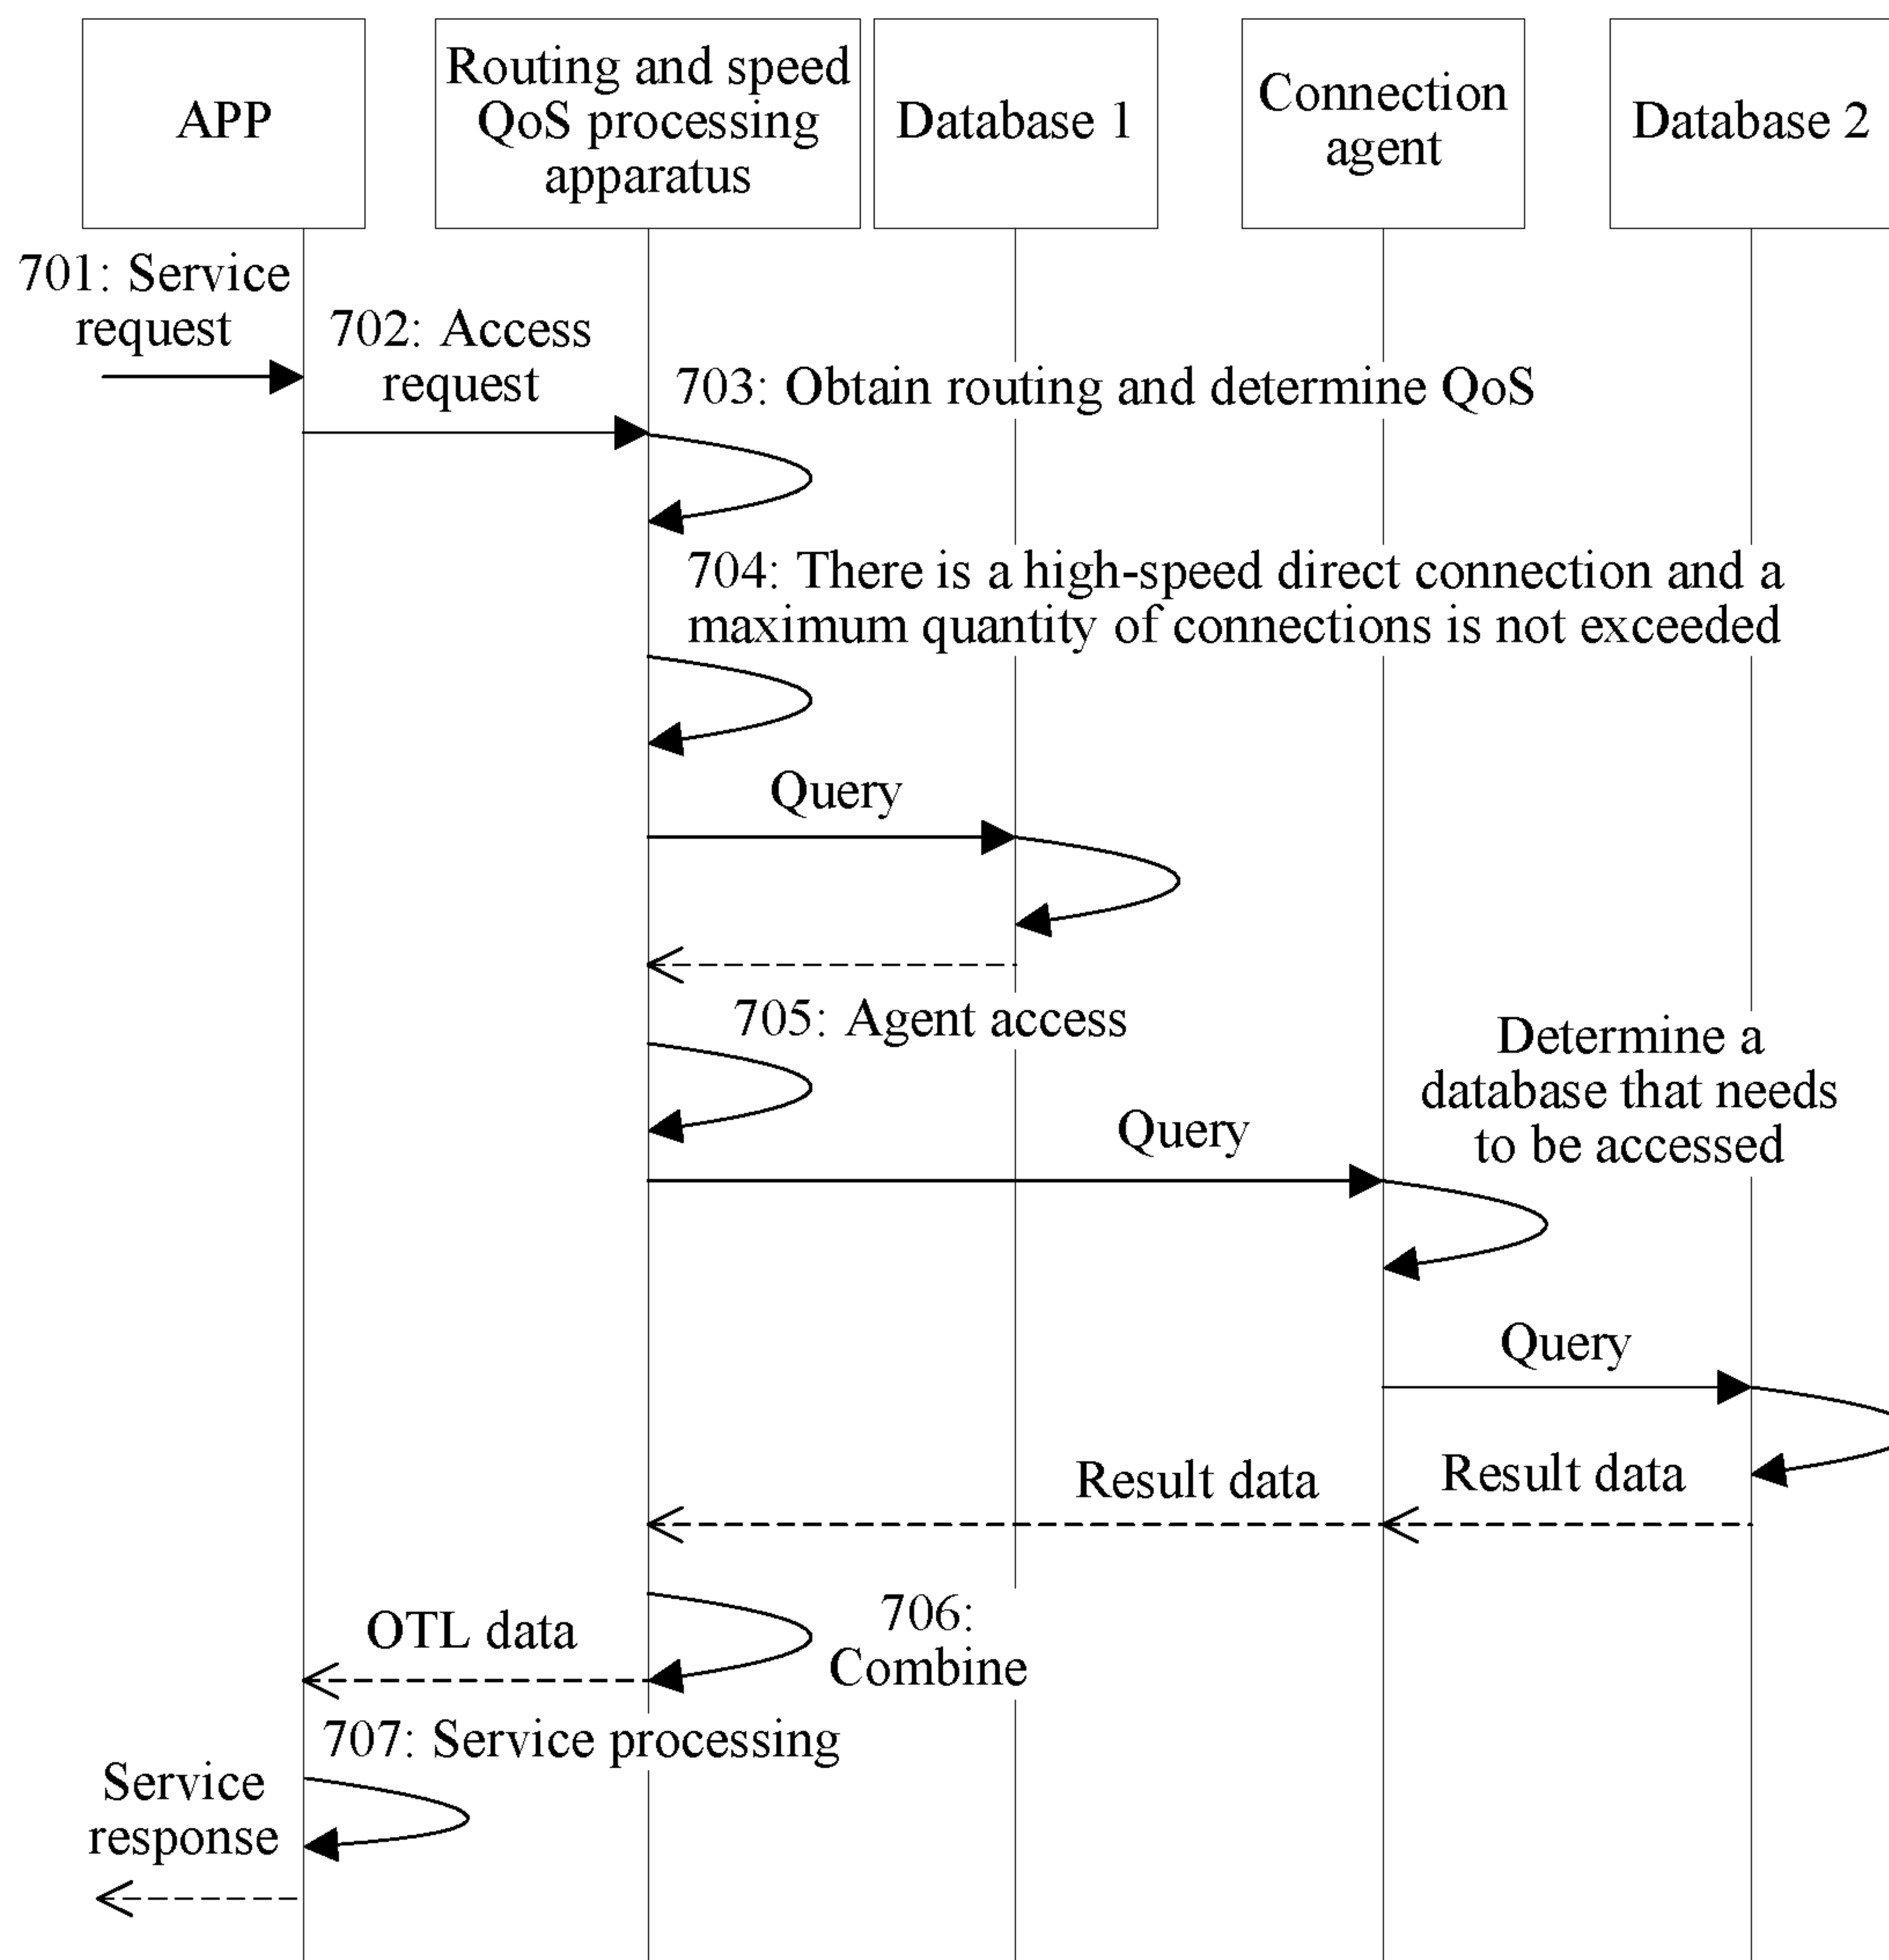 APP
Routing and speed
QoS processing
apparatus
Database 1
Connection
agent
Database 2
701: Service
request
702: Access
request
703: Obtain routing and determine QoS
704: There is a high-speed direct connection and a
maximum quantity of connections is not exceeded
Query
705: Agent access
Determine a
database that needs
to be accessed
Query
Query
Result data
Result data
706:
Combine
OTL data
707: Service processing
Service
response